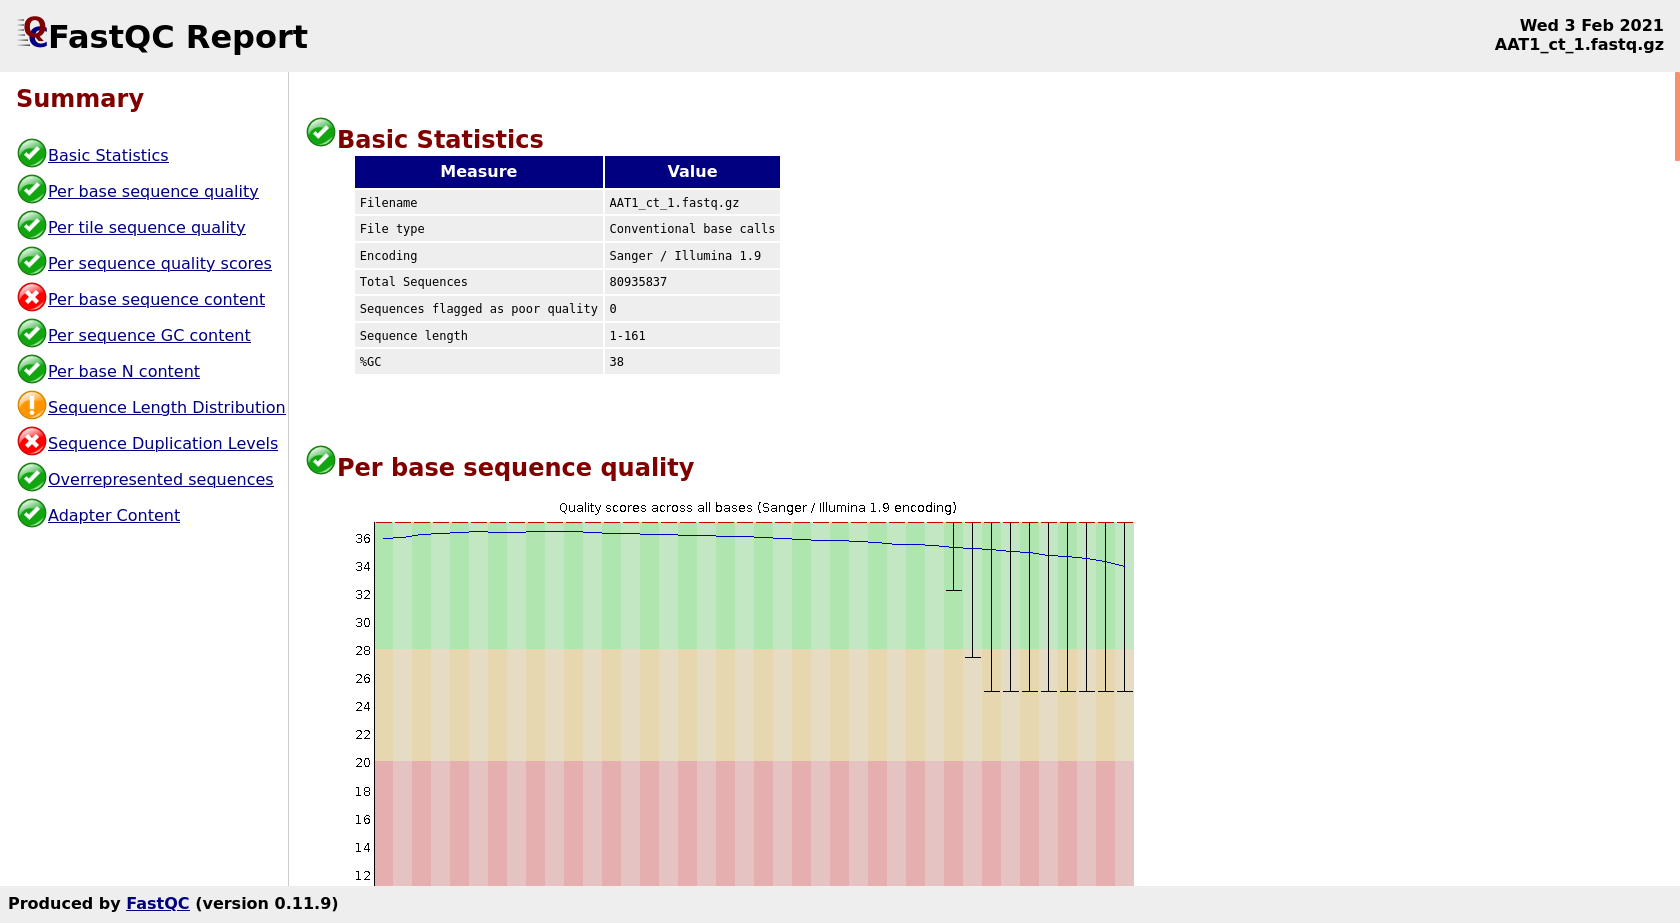 FastQC Report
Wed 3 Feb 2021
AAT1_ct_1.fastq.gz
Summary
Basic Statistics
Per base sequence quality
Per tile sequence quality
Per sequence quality scores
Per base sequence content
Per sequence GC content
Per base N content
Sequence Length Distribution
Sequence Duplication Levels
Overrepresented sequences
Adapter Content
Basic Statistics
Measure Value
Filename AAT1_ct_1.fastq.gz
File type Conventional base calls
Encoding Sanger / Illumina 1.9
Total Sequences 80935837
Sequences flagged as poor quality 0
Sequence length 1-161
%GC 38
Per base sequence quality
Quality scores across all bases (Sanger / Illumina 1.9 encoding)
36
34
32
30
28
26
24
22
20
18
16
14
12
Produced by FastQC (version 0.11.9)